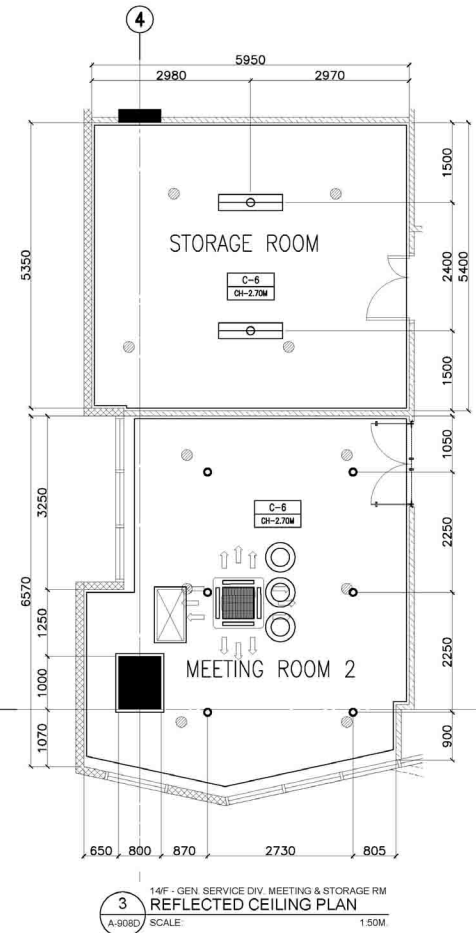 4
5950
2980
2970
1500
STORAGE ROOM
5350
2400
5400
C-6
CH-2.70M
1500
1050
3250
C-6
CH-2.70M
2250
6570
1250
2250
MEETING ROOM 2
1000
1070
900
650
800
870
2730
805
3
A-908D
14/F - GEN. SERVICE DIV. MEETING & STORAGE RM
REFLECTED CEILING PLAN
SCALE:
1:50M.